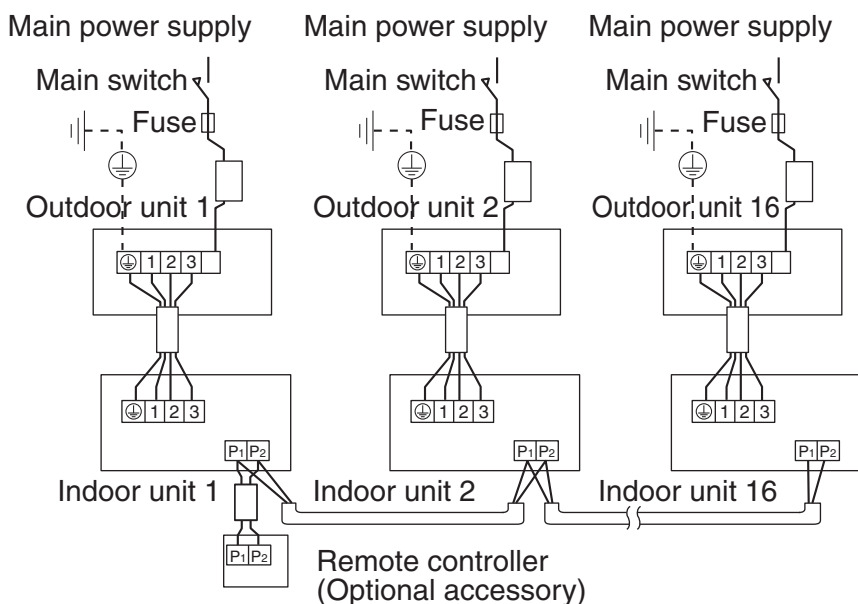 Main power supply Main power supply Main power supply
Main switch Main switch Main switch
Fuse Fuse Fuse
Outdoor unit 1 Outdoor unit 2 Outdoor unit 16
1 2 3 1 2 3 1 2 3
1 2 3 1 2 3 1 2 3
P1 P2 P1 P2 P1 P2
Indoor unit 1 Indoor unit 2 Indoor unit 16
P1 P2
Remote controller
(Optional accessory)